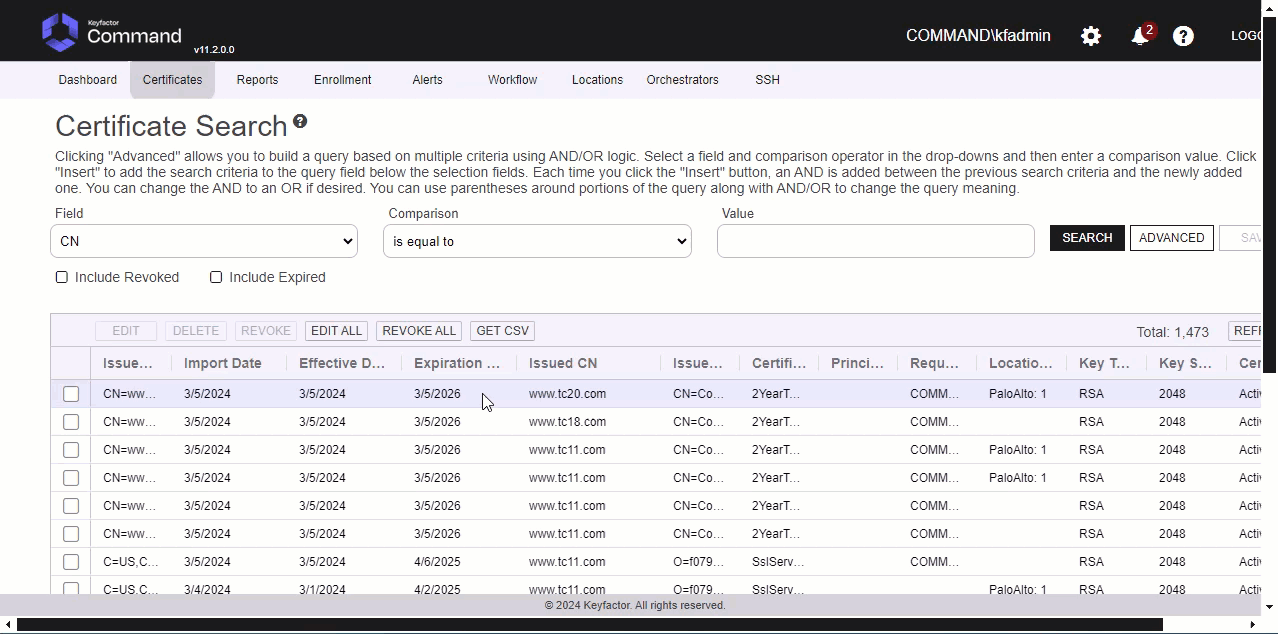 Keyfactor
Command
v11.2.0.0
COMMAND\kfadmin
2
?
LOGO
Dashboard Certificates Reports Enrollment Alerts Workflow Locations Orchestrators SSH
Certificate Search ?
Clicking "Advanced" allows you to build a query based on multiple criteria using AND/OR logic. Select a field and comparison operator in the drop-downs and then enter a comparison value. Click
"Insert" to add the search criteria to the query field below the selection fields. Each time you click the "Insert" button, an AND is added between the previous search criteria and the newly added
one. You can change the AND to an OR if desired. You can use parentheses around portions of the query along with AND/OR to change the query meaning.
Field Comparison Value
CN is equal to SEARCH ADVANCED SAV
Include Revoked Include Expired
EDIT DELETE REVOKE EDIT ALL REVOKE ALL GET CSV Total: 1,473 REFR
Issue... Import Date Effective D... Expiration ... Issued CN Issue... Certifi... Princi... Requ... Locatio... Key T... Key S... Cer
CN=ww... 3/5/2024 3/5/2024 3/5/2026 www.tc20.com CN=Co... 2YearT... COMM... PaloAlto: 1 RSA 2048 Activ
CN=ww... 3/5/2024 3/5/2024 3/5/2026 www.tc18.com CN=Co... 2YearT... COMM... RSA 2048 Activ
CN=ww... 3/5/2024 3/5/2024 3/5/2026 www.tc11.com CN=Co... 2YearT... COMM... PaloAlto: 1 RSA 2048 Activ
CN=ww... 3/5/2024 3/5/2024 3/5/2026 www.tc11.com CN=Co... 2YearT... COMM... PaloAlto: 1 RSA 2048 Activ
CN=ww... 3/5/2024 3/5/2024 3/5/2026 www.tc11.com CN=Co... 2YearT... COMM... RSA 2048 Activ
CN=ww... 3/5/2024 3/5/2024 3/5/2026 www.tc11.com CN=Co... 2YearT... COMM... RSA 2048 Activ
C=US,C... 3/5/2024 3/5/2024 4/6/2025 www.tc11.com O=f079... SslServ... COMM... RSA 2048 Activ
C=US,C... 3/4/2024 3/1/2024 4/2/2025 www.tc11.com O=f079... SslServ... PaloAlto: 1 RSA 2048 Activ
© 2024 Keyfactor. All rights reserved.